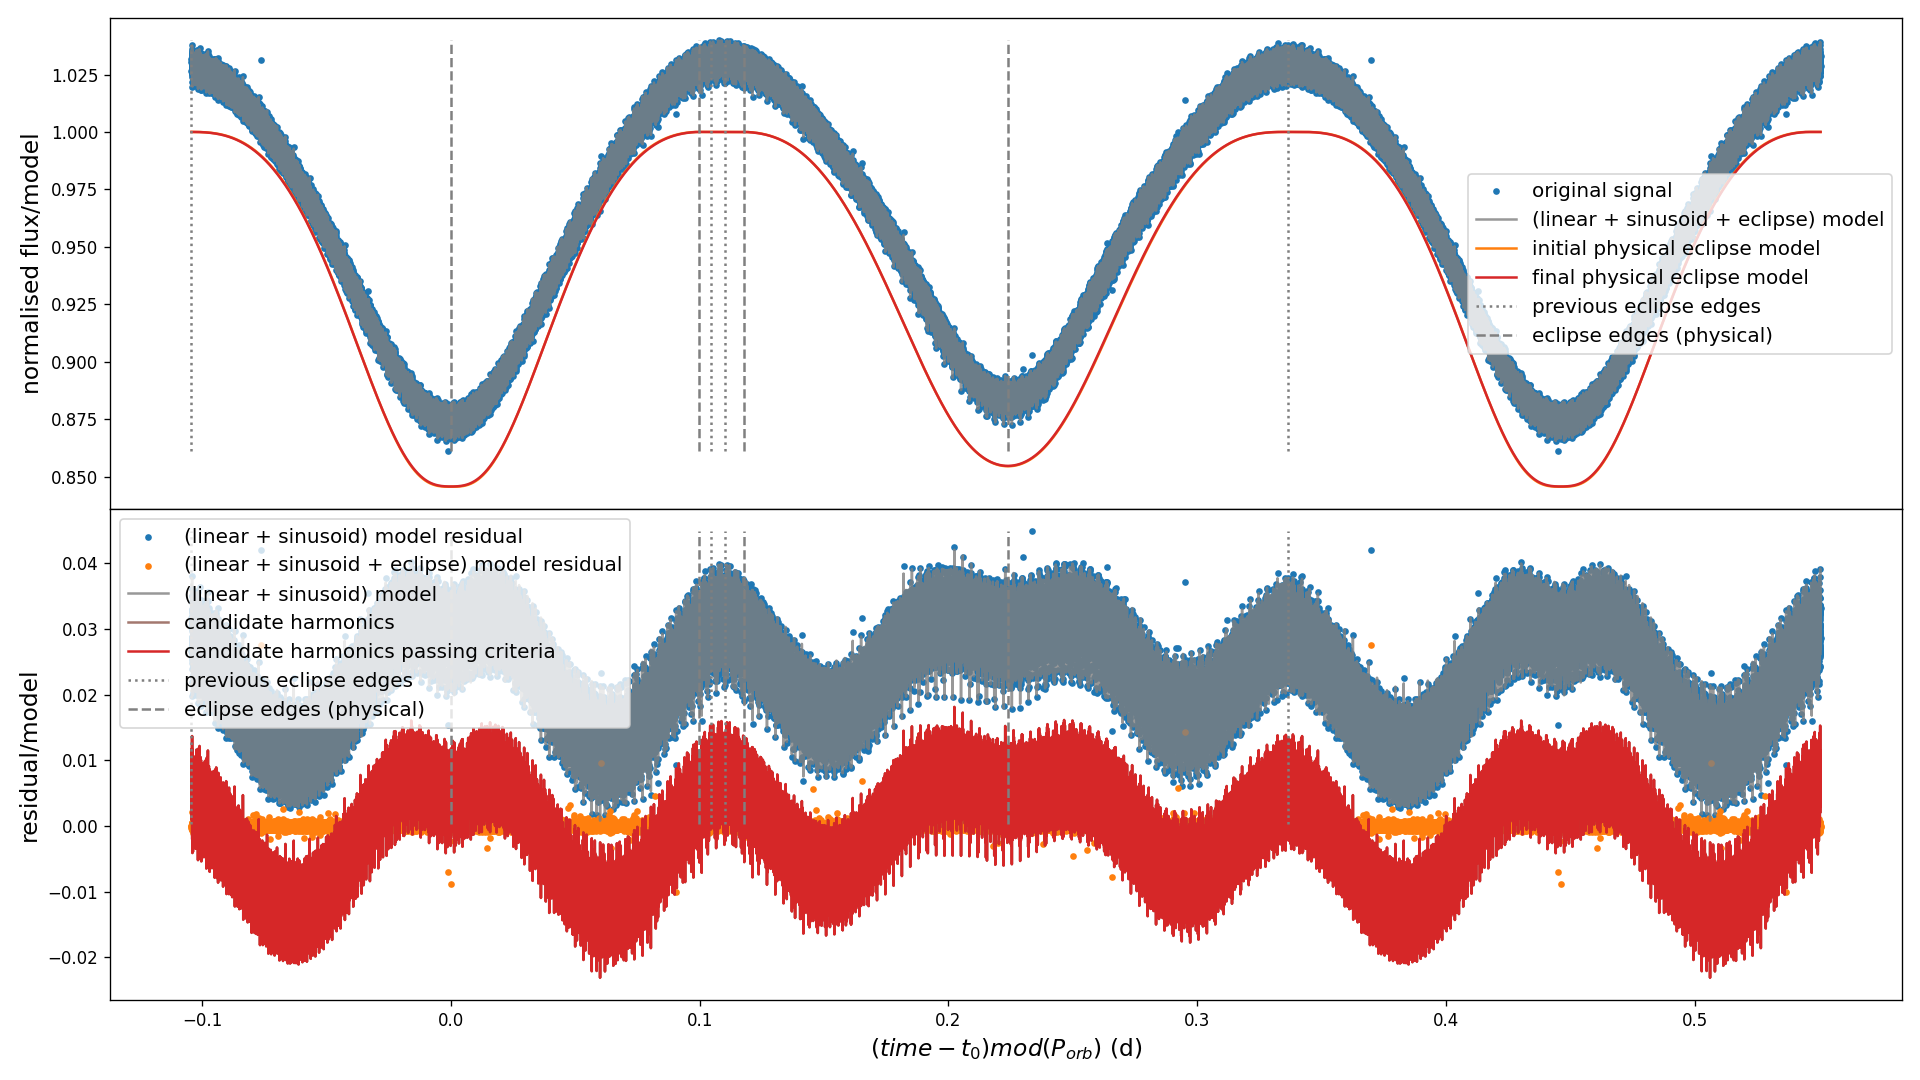 normalised flux/model
1.025
1.000
0.975
0.950
0.925
0.900
0.875
0.850
original signal
(linear + sinusoid + eclipse) model
initial physical eclipse model
final physical eclipse model
previous eclipse edges
eclipse edges (physical)
residual/model
0.04
0.03
0.02
0.01
0.00
−0.01
−0.02
(linear + sinusoid) model residual
(linear + sinusoid + eclipse) model residual
(linear + sinusoid) model
candidate harmonics
candidate harmonics passing criteria
previous eclipse edges
eclipse edges (physical)
−0.1 0.0 0.1 0.2 0.3 0.4 0.5
(time − t₀)mod(P_orb) (d)